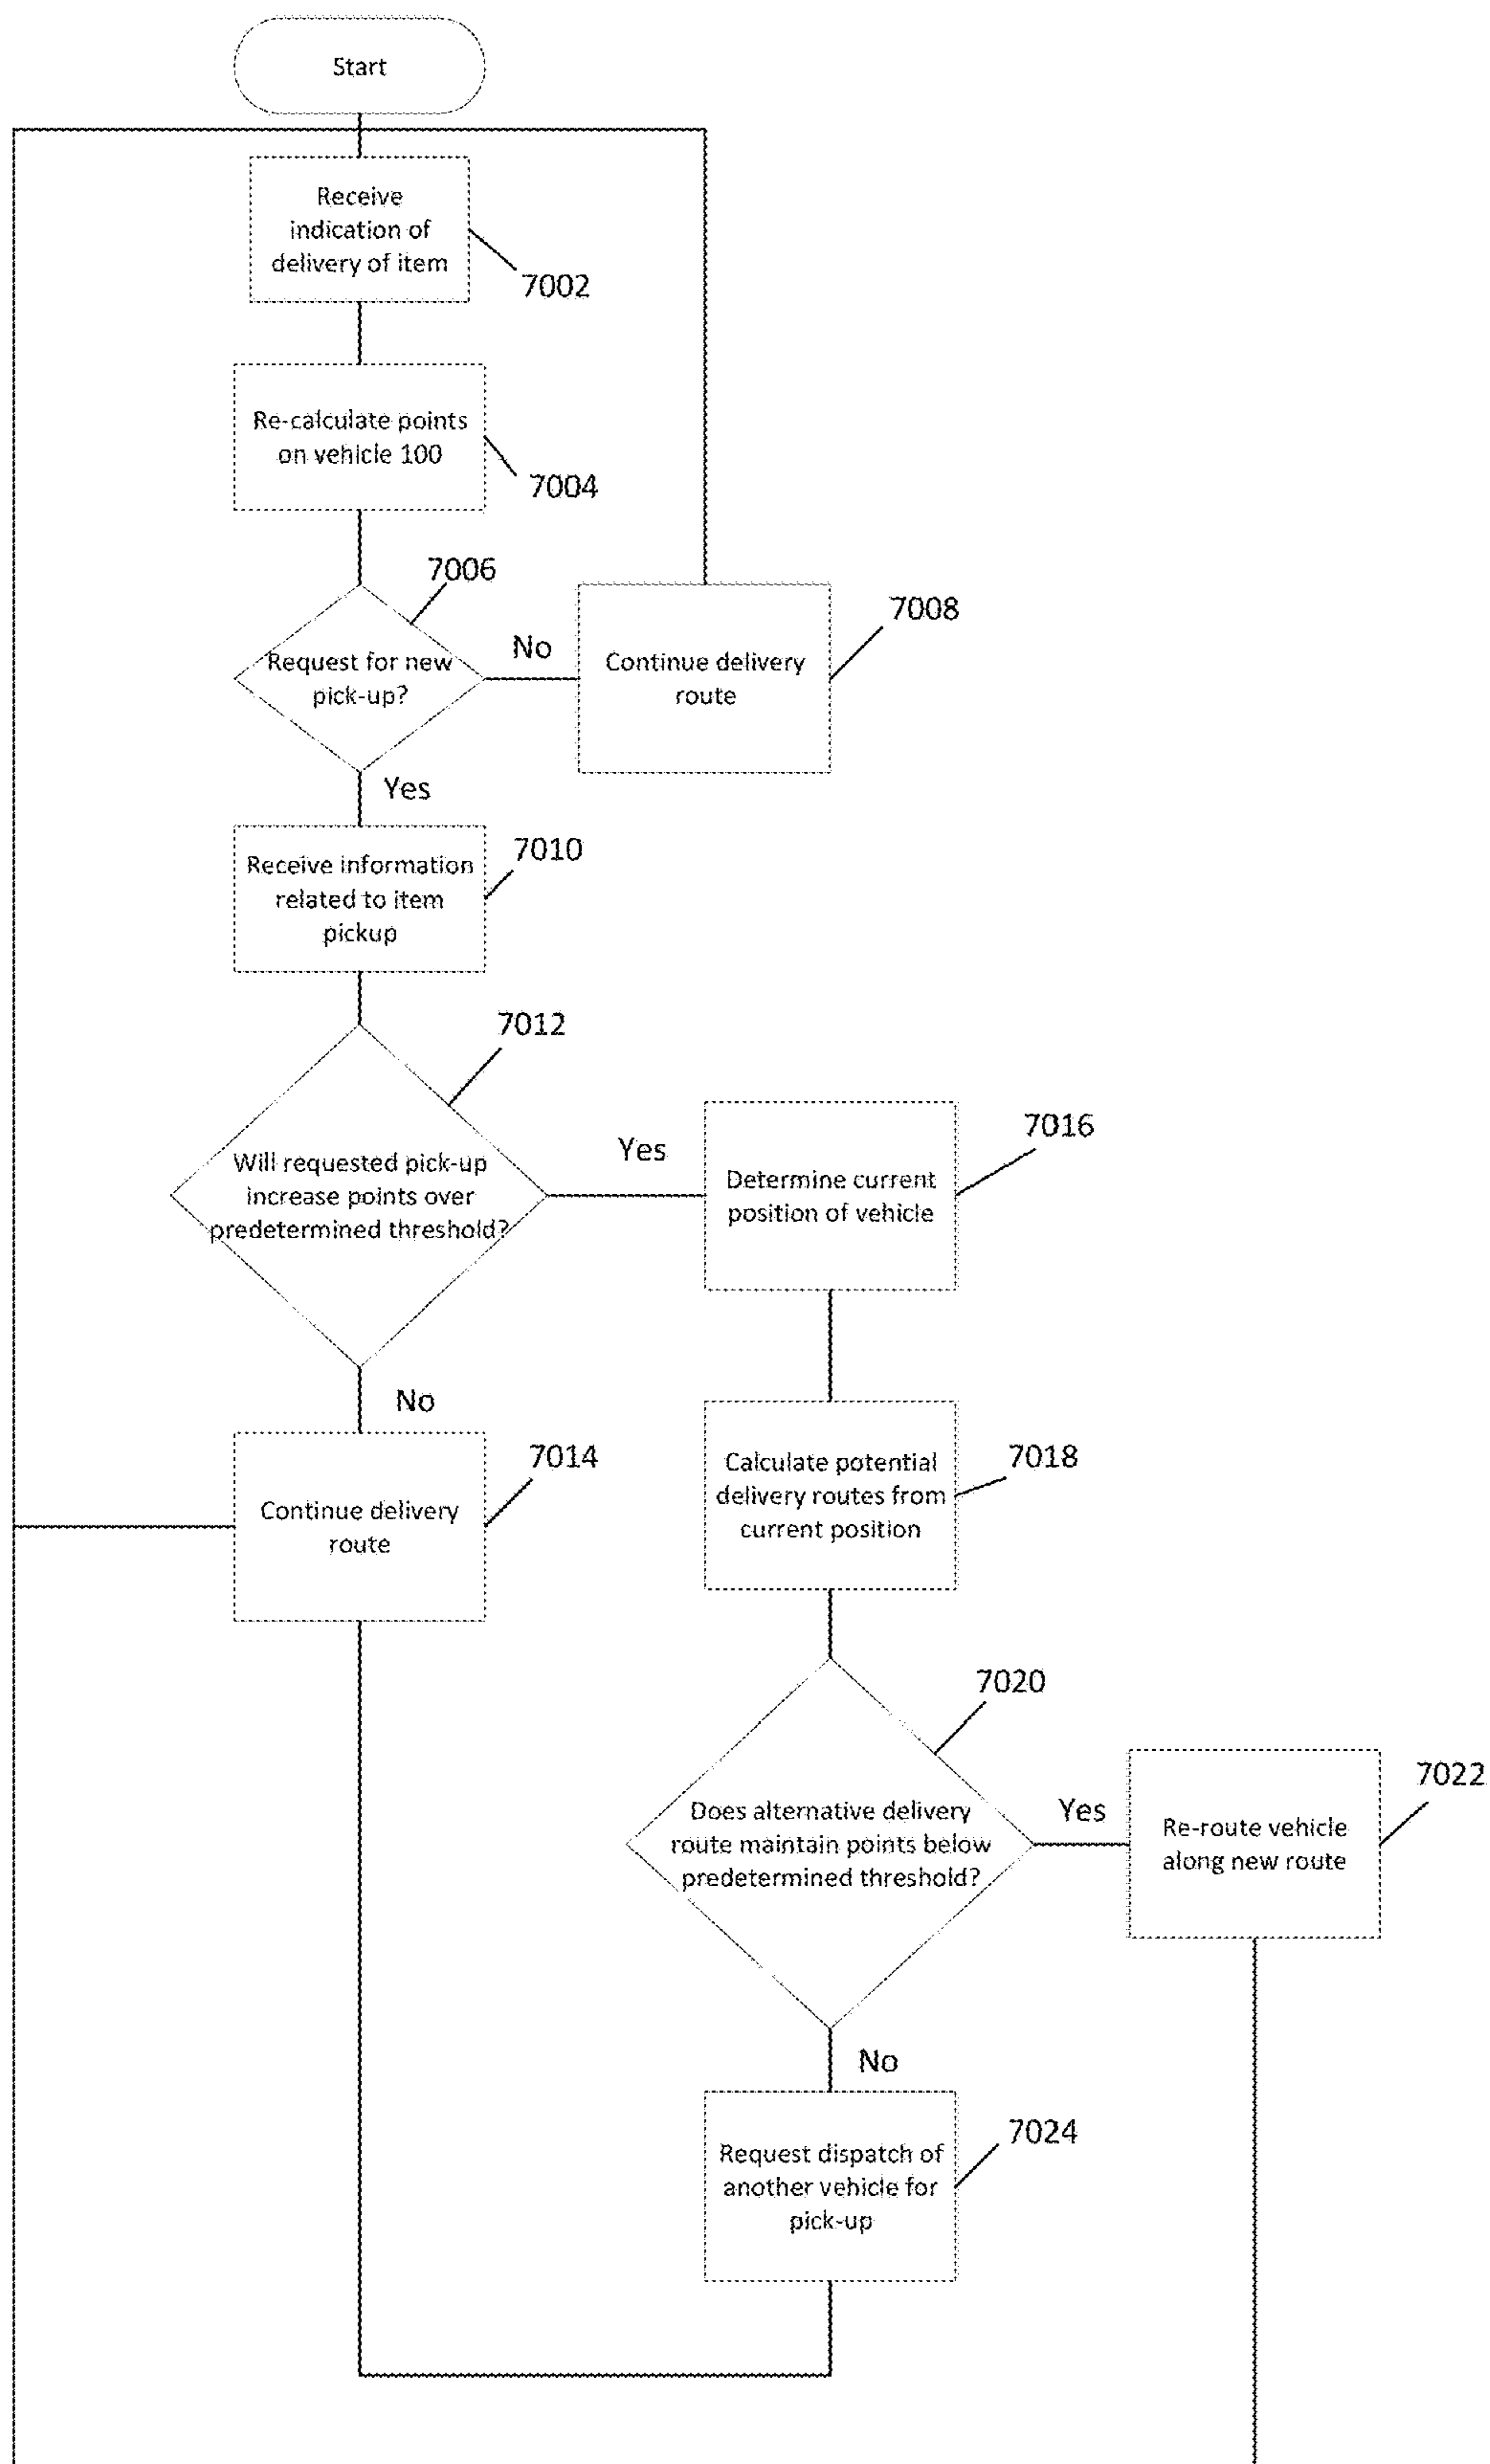 Start
Receive
indication of
delivery of item
7002
Re-calculate points
on vehicle 100
7004
7006
Request for new
pick-up?
No
Continue delivery
route
7008
Yes
Receive information
related to item
pickup
7010
7012
Will requested pick-up
increase points over
predetermined threshold?
Yes
Determine current
position of vehicle
7016
No
Continue delivery
route
7014
Calculate potential
delivery routes from
current position
7018
7020
Does alternative delivery
route maintain points below
predetermined threshold?
Yes
Re-route vehicle
along new route
7022
No
Request dispatch of
another vehicle for
pick-up
7024